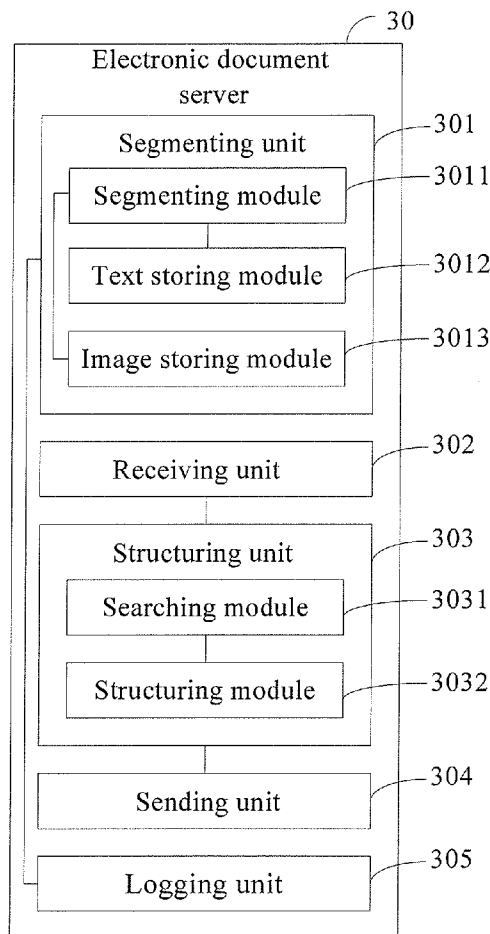 30
Electronic document
server
301
Segmenting unit
3011
Segmenting module
3012
Text storing module
3013
Image storing module
302
Receiving unit
303
Structuring unit
3031
Searching module
3032
Structuring module
304
Sending unit
305
Logging unit